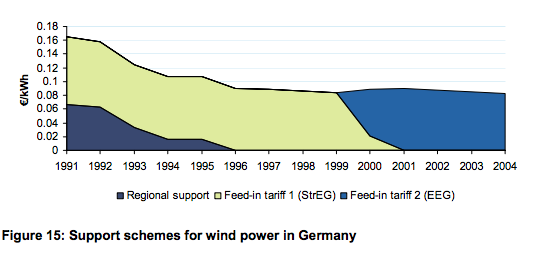 0.18
0.16
0.14
0.12
0.1
0.08
0.06
0.04
0.02
0
€/kWh
1991 1992 1993 1994 1995 1996 1997 1998 1999 2000 2001 2002 2003 2004
Regional support Feed-in tariff 1 (StrEG) Feed-in tariff 2 (EEG)
Figure 15: Support schemes for wind power in Germany